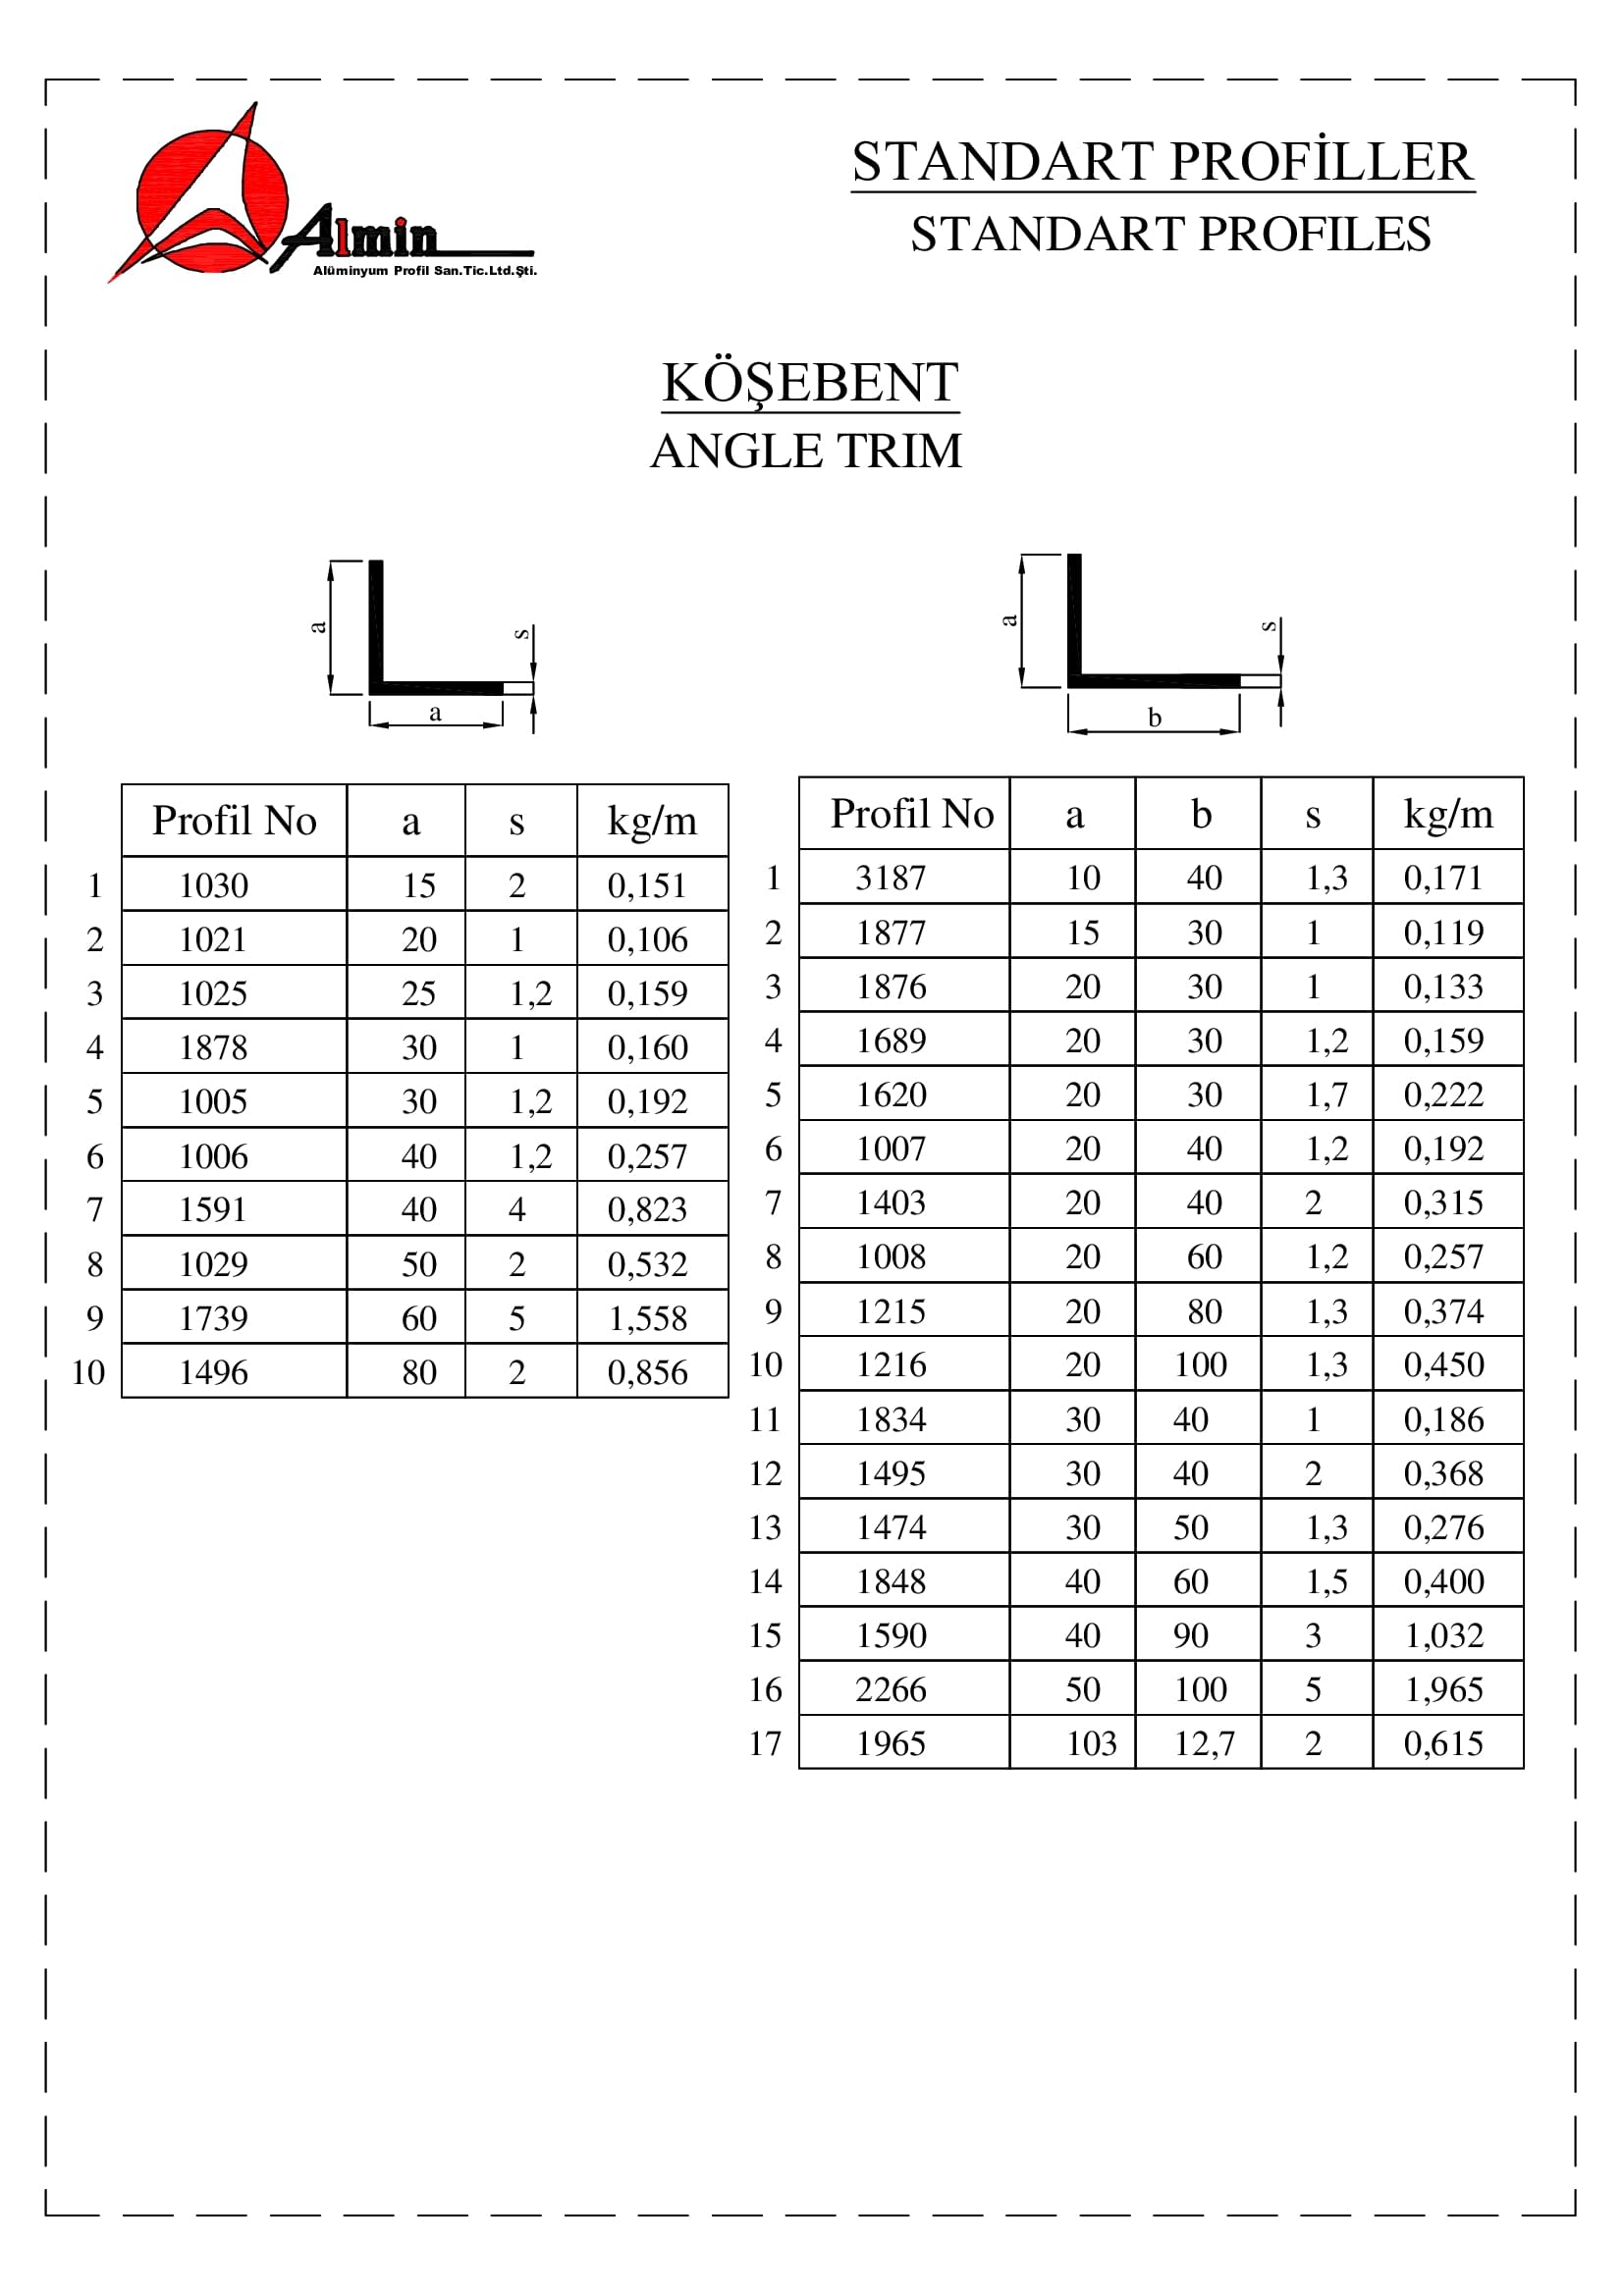 Almin
Alüminyum Profil San.Tic.Ltd.Şti.
STANDART PROFİLLER
STANDART PROFILES
KÖŞEBENT
ANGLE TRIM
a
s
a
a
s
b
Profil No a s kg/m
1 1030 15 2 0,151
2 1021 20 1 0,106
3 1025 25 1,2 0,159
4 1878 30 1 0,160
5 1005 30 1,2 0,192
6 1006 40 1,2 0,257
7 1591 40 4 0,823
8 1029 50 2 0,532
9 1739 60 5 1,558
10 1496 80 2 0,856
Profil No a b s kg/m
1 3187 10 40 1,3 0,171
2 1877 15 30 1 0,119
3 1876 20 30 1 0,133
4 1689 20 30 1,2 0,159
5 1620 20 30 1,7 0,222
6 1007 20 40 1,2 0,192
7 1403 20 40 2 0,315
8 1008 20 60 1,2 0,257
9 1215 20 80 1,3 0,374
10 1216 20 100 1,3 0,450
11 1834 30 40 1 0,186
12 1495 30 40 2 0,368
13 1474 30 50 1,3 0,276
14 1848 40 60 1,5 0,400
15 1590 40 90 3 1,032
16 2266 50 100 5 1,965
17 1965 103 12,7 2 0,615